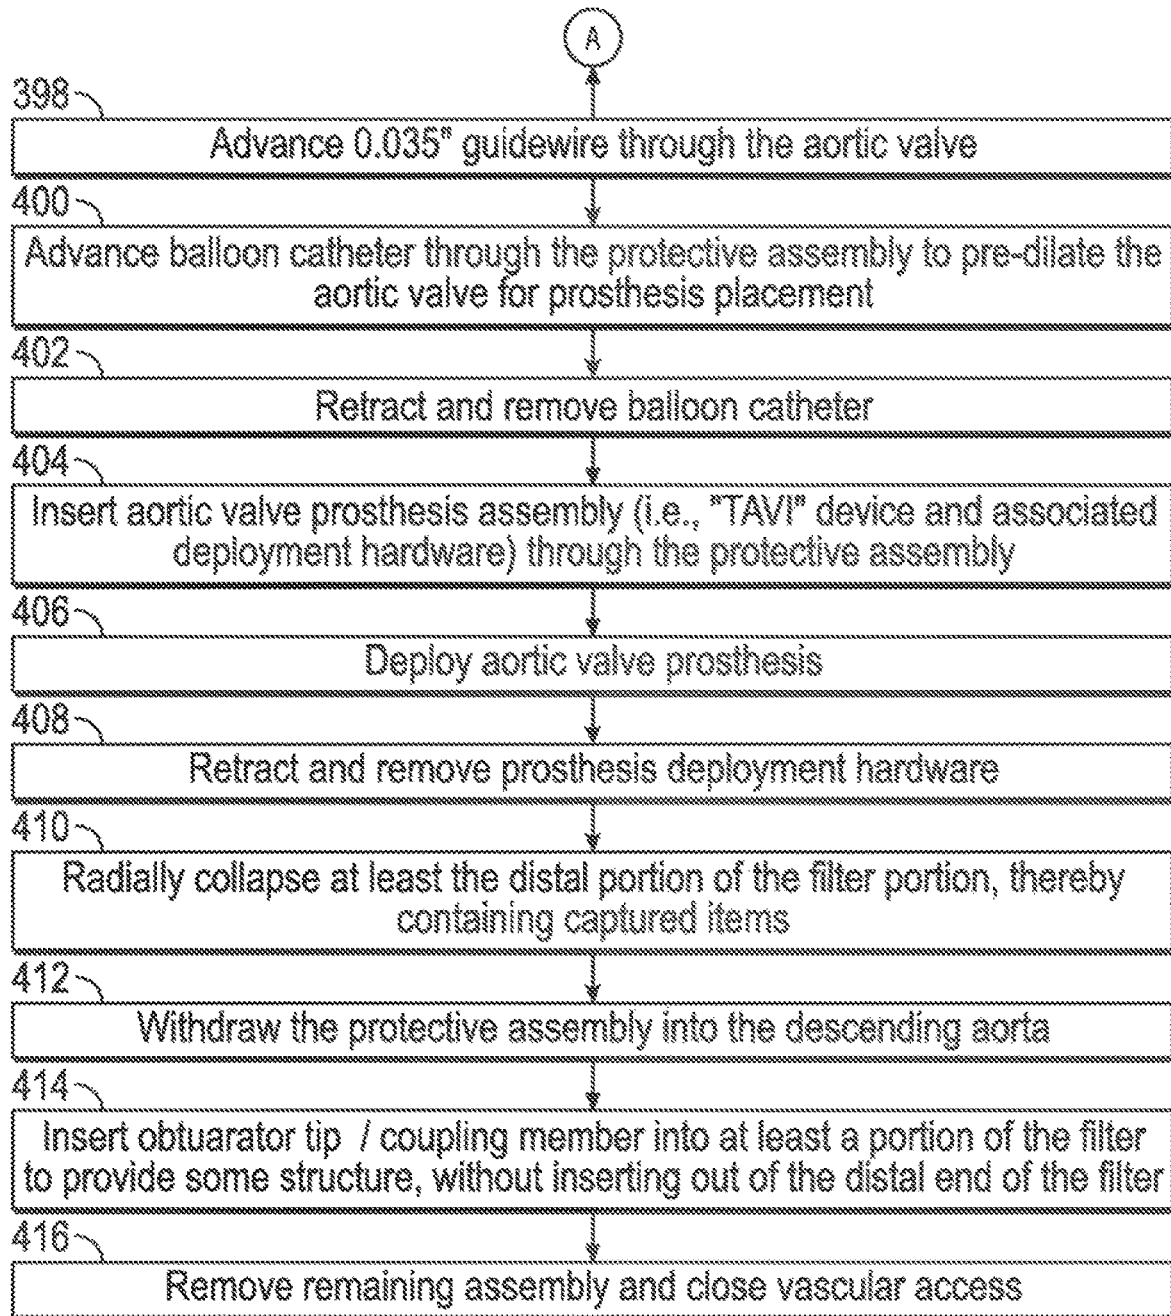 A
398
Advance 0.035" guidewire through the aortic valve
400
Advance balloon catheter through the protective assembly to pre-dilate the
aortic valve for prosthesis placement
402
Retract and remove balloon catheter
404
Insert aortic valve prosthesis assembly (i.e., "TAVI" device and associated
deployment hardware) through the protective assembly
406
Deploy aortic valve prosthesis
408
Retract and remove prosthesis deployment hardware
410
Radially collapse at least the distal portion of the filter portion, thereby
containing captured items
412
Withdraw the protective assembly into the descending aorta
414
Insert obtuarator tip / coupling member into at least a portion of the filter
to provide some structure, without inserting out of the distal end of the filter
416
Remove remaining assembly and close vascular access